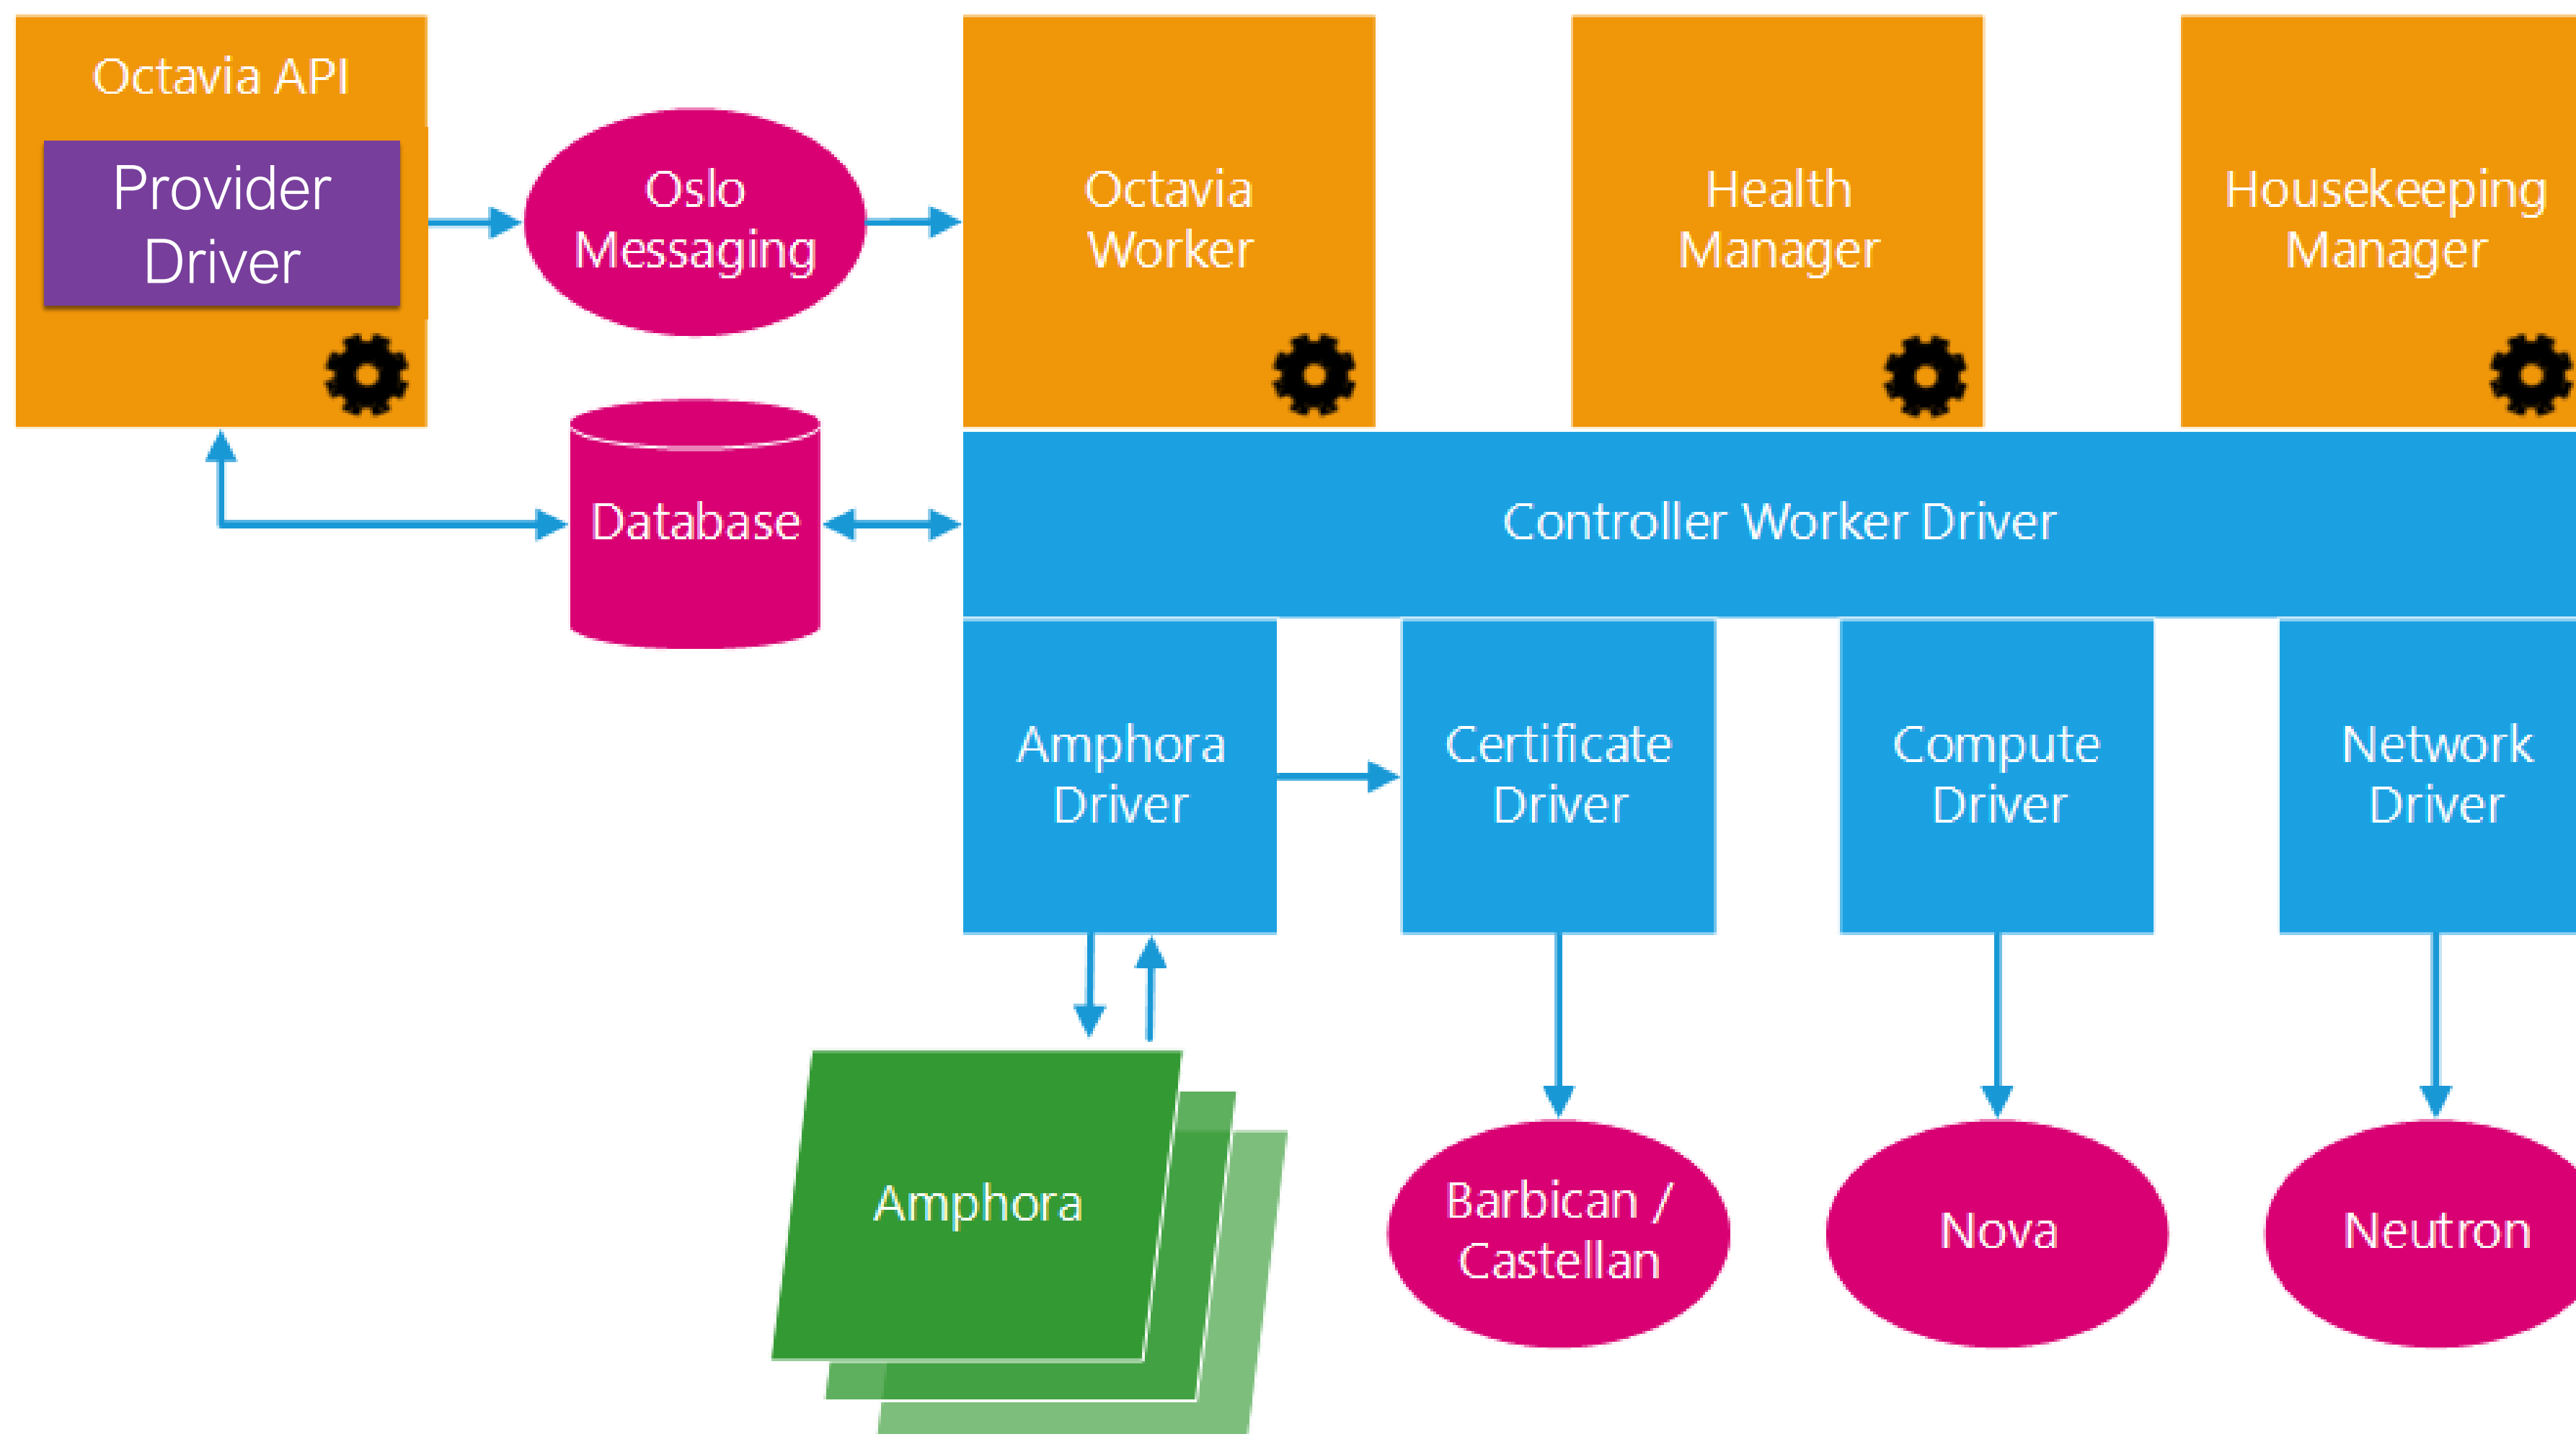 Octavia API
Provider
Driver
Oslo
Messaging
Octavia
Worker
Health
Manager
Housekeeping
Manager
Database
Controller Worker Driver
Amphora
Driver
Certificate
Driver
Compute
Driver
Network
Driver
Amphora
Barbican /
Castellan
Nova
Neutron